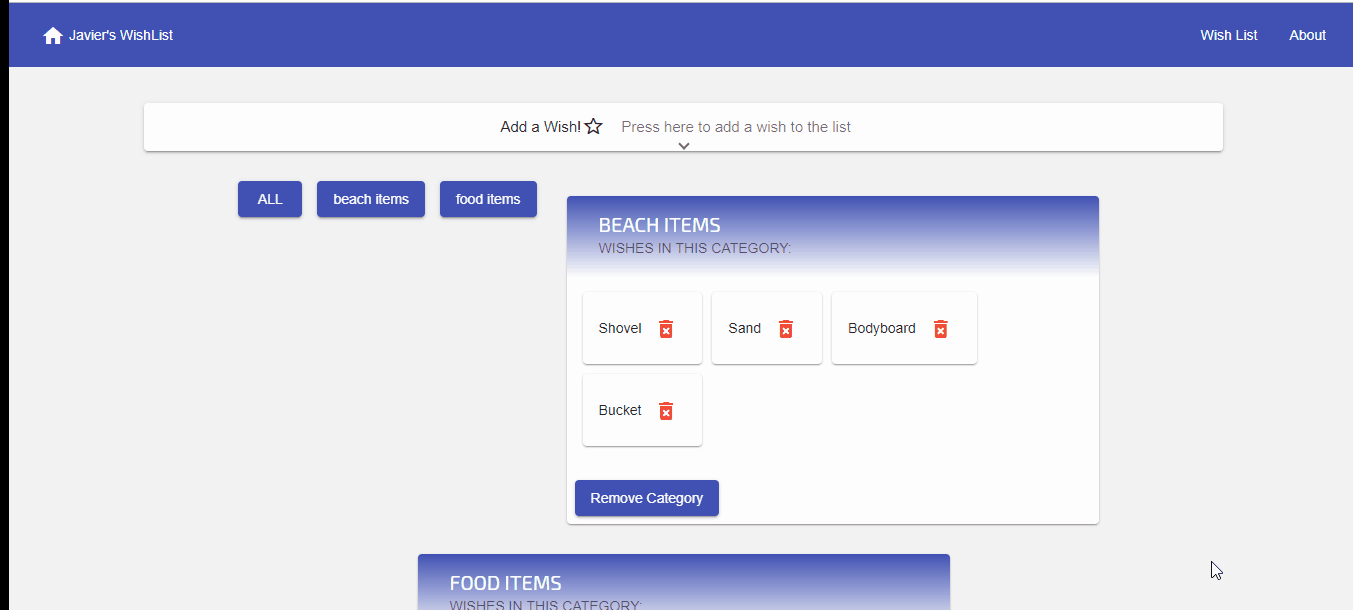 Javier's WishList
Wish List
About
Add a Wish!
Press here to add a wish to the list
ALL
beach items
food items
BEACH ITEMS
WISHES IN THIS CATEGORY:
Shovel
Sand
Bodyboard
Bucket
Remove Category
FOOD ITEMS
WISHES IN THIS CATEGORY: